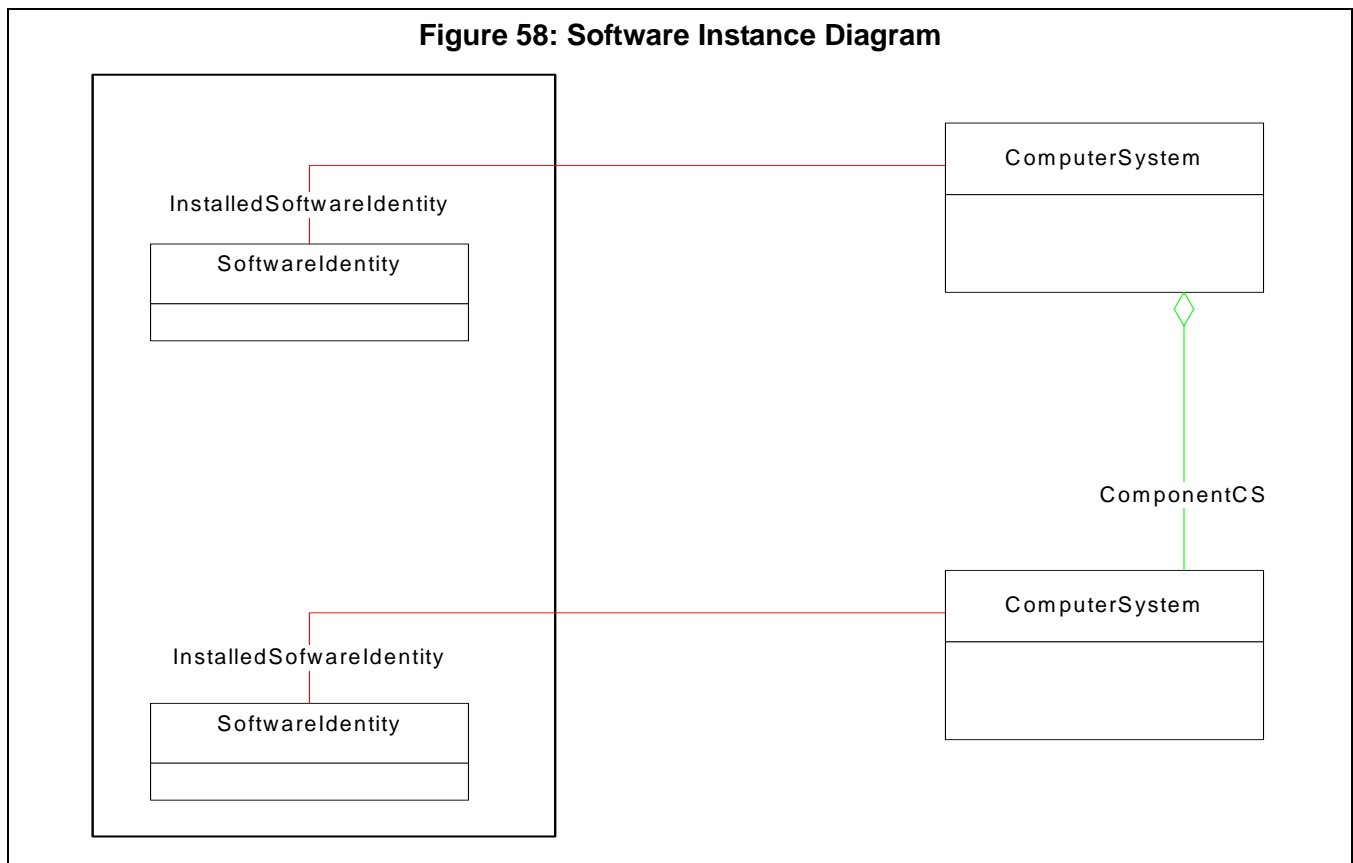 Figure 58: Software Instance Diagram
ComputerSystem
InstalledSoftwareIdentity
SoftwareIdentity
ComponentCS
ComputerSystem
InstalledSofwareIdentity
SoftwareIdentity